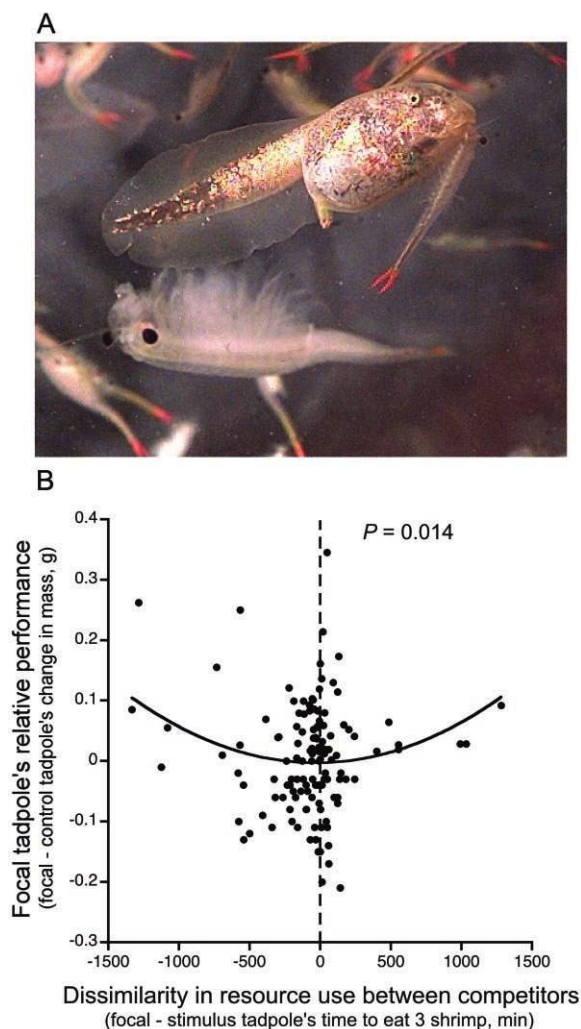 A
B
P = 0.014
0.4
0.3
0.2
0.1
0
-0.1
-0.2
-0.3
-1500
-1000
-500
0
500
1000
1500
Focal tadpole's relative performance
(focal - control tadpole's change in mass, g)
Dissimilarity in resource use between competitors
(focal - stimulus tadpole's time to eat 3 shrimp, min)